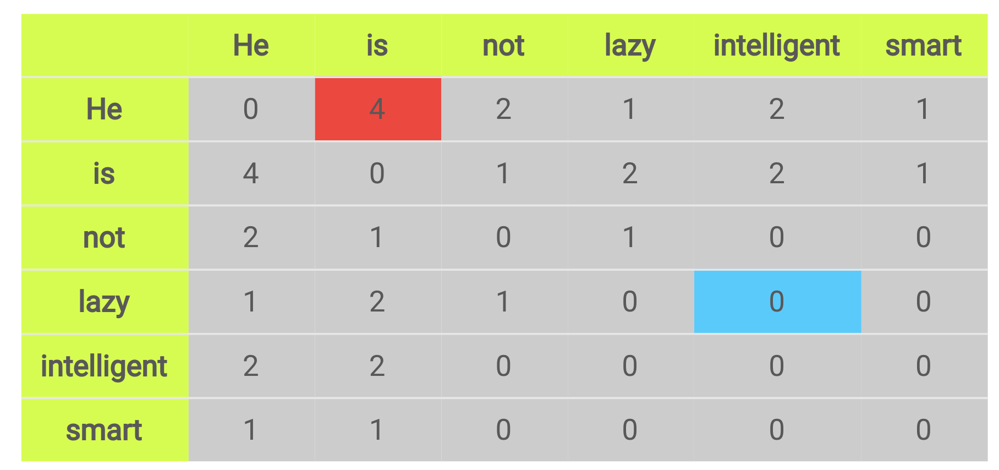 He is not lazy intelligent smart
He 0 4 2 1 2 1
is 4 0 1 2 2 1
not 2 1 0 1 0 0
lazy 1 2 1 0 0 0
intelligent 2 2 0 0 0 0
smart 1 1 0 0 0 0